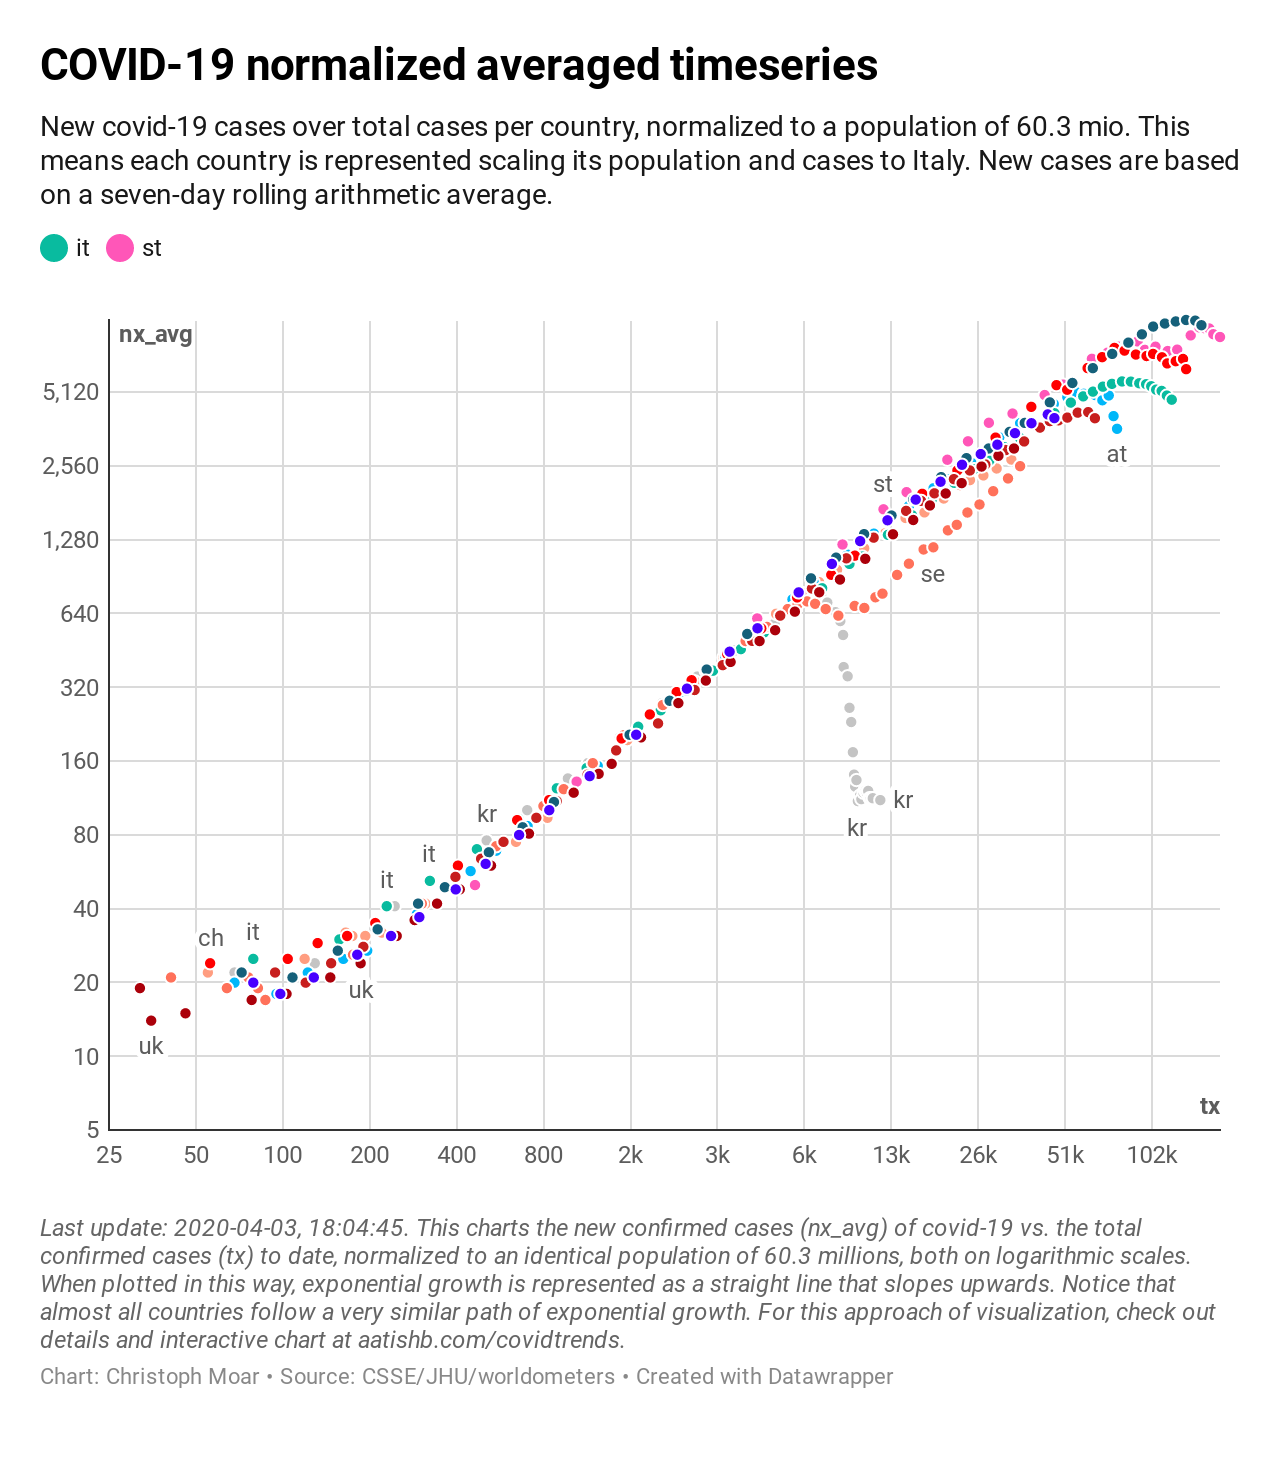 COVID-19 normalized averaged timeseries
New covid-19 cases over total cases per country, normalized to a population of 60.3 mio. This
means each country is represented scaling its population and cases to Italy. New cases are based
on a seven-day rolling arithmetic average.
it st
nx_avg
5,120
at
2,560
st
1,280
se
640
320
160
kr
kr
kr
80
it
it
40
ch it
20
uk
uk
10
tx
5
25 50 100 200 400 800 2k 3k 6k 13k 26k 51k 102k
Last update: 2020-04-03, 18:04:45. This charts the new confirmed cases (nx_avg) of covid-19 vs. the total
confirmed cases (tx) to date, normalized to an identical population of 60.3 millions, both on logarithmic scales.
When plotted in this way, exponential growth is represented as a straight line that slopes upwards. Notice that
almost all countries follow a very similar path of exponential growth. For this approach of visualization, check out
details and interactive chart at aatishb.com/covidtrends.
Chart: Christoph Moar • Source: CSSE/JHU/worldometers • Created with Datawrapper